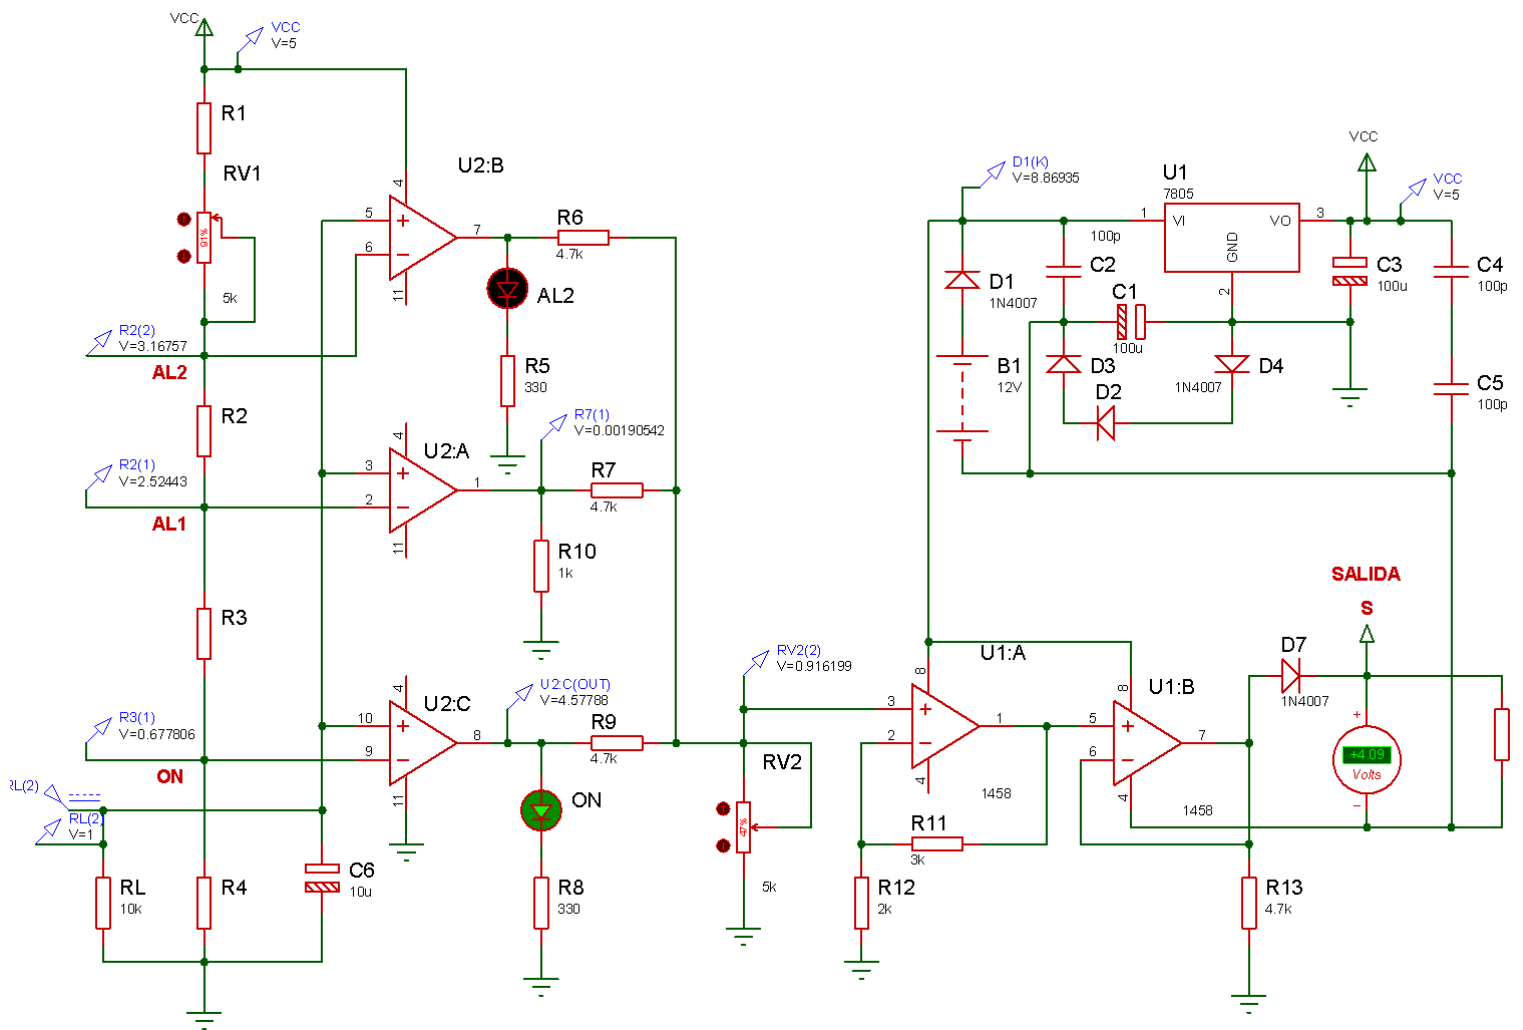 VCC
VCC
V=5
R1
RV1
91%
5k
R2(2)
V=3.16757
AL2
R2
R2(1)
V=2.52443
AL1
R3
R3(1)
V=0.677806
ON
RL(2)
RL(2)
V=1
RL
10k
R4
C6
10u
U2:B
4
5
6
7
11
R6
4.7k
AL2
R5
330
U2:A
4
3
2
1
11
R7(1)
V=0.00190542
R7
4.7k
R10
1k
U2:C
4
10
9
8
11
U2:C(OUT)
V=4.57788
R9
4.7k
ON
R8
330
RV2(2)
V=0.916199
RV2
47%
5k
D1(K)
V=8.86935
U1
7805
1
VI
VO
3
GND
2
VCC
VCC
V=5
100p
C2
D1
1N4007
C1
100u
C3
100u
C4
100p
B1
12V
D3
D2
D4
1N4007
C5
100p
U1:A
8
3
2
1
4
1458
R11
3k
R12
2k
U1:B
8
5
6
7
4
1458
D7
1N4007
SALIDA
S
+
+4.09
Volts
−
R13
4.7k